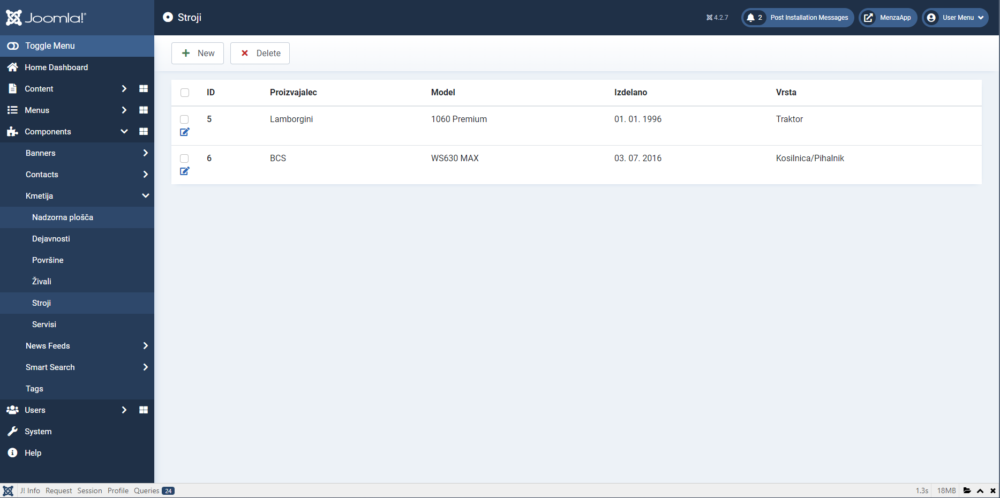 Joomla!®
Stroji
4.2.7
2 Post Installation Messages
MenzaApp
User Menu
Toggle Menu
Home Dashboard
Content
Menus
Components
Banners
Contacts
Kmetija
Nadzorna plošča
Dejavnosti
Površine
Živali
Stroji
Servisi
News Feeds
Smart Search
Tags
Users
System
Help
New Delete
ID Proizvajalec Model Izdelano Vrsta
5 Lamborgini 1060 Premium 01. 01. 1996 Traktor
6 BCS WS630 MAX 03. 07. 2016 Kosilnica/Pihalnik
J! Info Request Session Profile Queries 24 1.3s 18MB